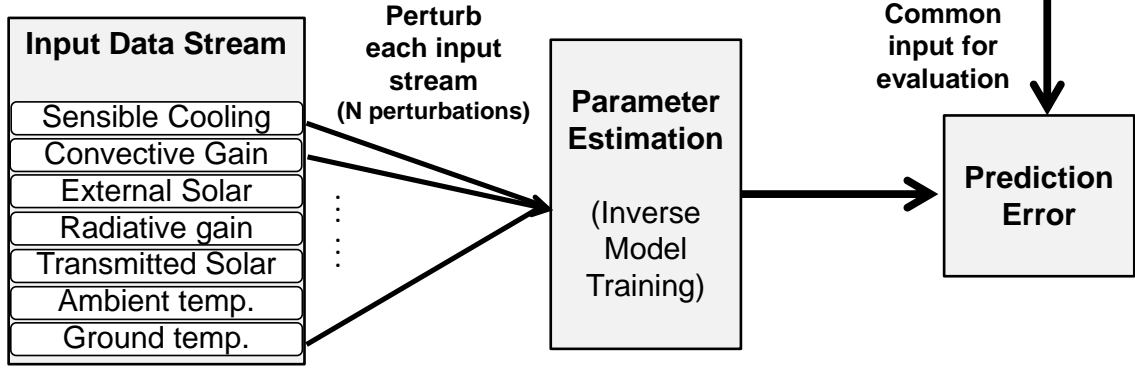 Input Data Stream
Sensible Cooling
Convective Gain
External Solar
Radiative gain
Transmitted Solar
Ambient temp.
Ground temp.
Perturb
each input
stream
(N perturbations)
Parameter
Estimation
(Inverse
Model
Training)
Common
input for
evaluation
Prediction
Error